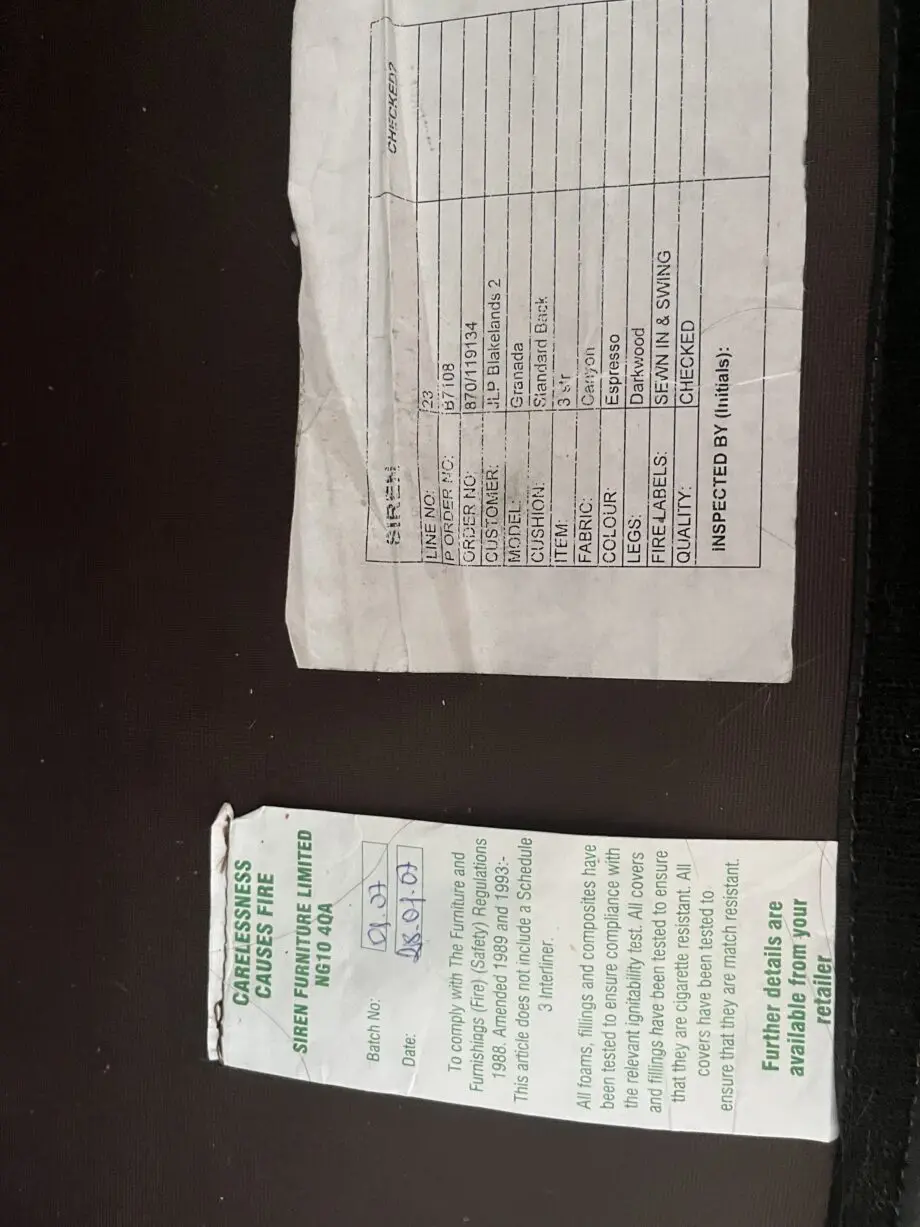 CARELESSNESS
CAUSES FIRE
SIREN FURNITURE LIMITED
NG10 4QA
Batch No: 01.07
Date: 28.01.07
To comply with The Furniture and
Furnishings (Fire) (Safety) Regulations
1988. Amended 1989 and 1993:-
This article does not include a Schedule
3 Interliner.
All foams, fillings and composites have
been tested to ensure compliance with
the relevant ignitability test. All covers
and fillings have been tested to ensure
that they are cigarette resistant. All
covers have been tested to
ensure that they are match resistant.
Further details are
available from your
retailer
SIREN CHECKED?
LINE NO: 23
P ORDER NO: 67108
ORDER NO: 870/119134
CUSTOMER: JLP Blakelands 2
MODEL: Granada
CUSHION: Standard Back
ITEM: 3 str
FABRIC: Canyon
COLOUR: Espresso
LEGS: Darkwood
FIRE LABELS: SEWN IN & SWING
QUALITY: CHECKED
INSPECTED BY (Initials):